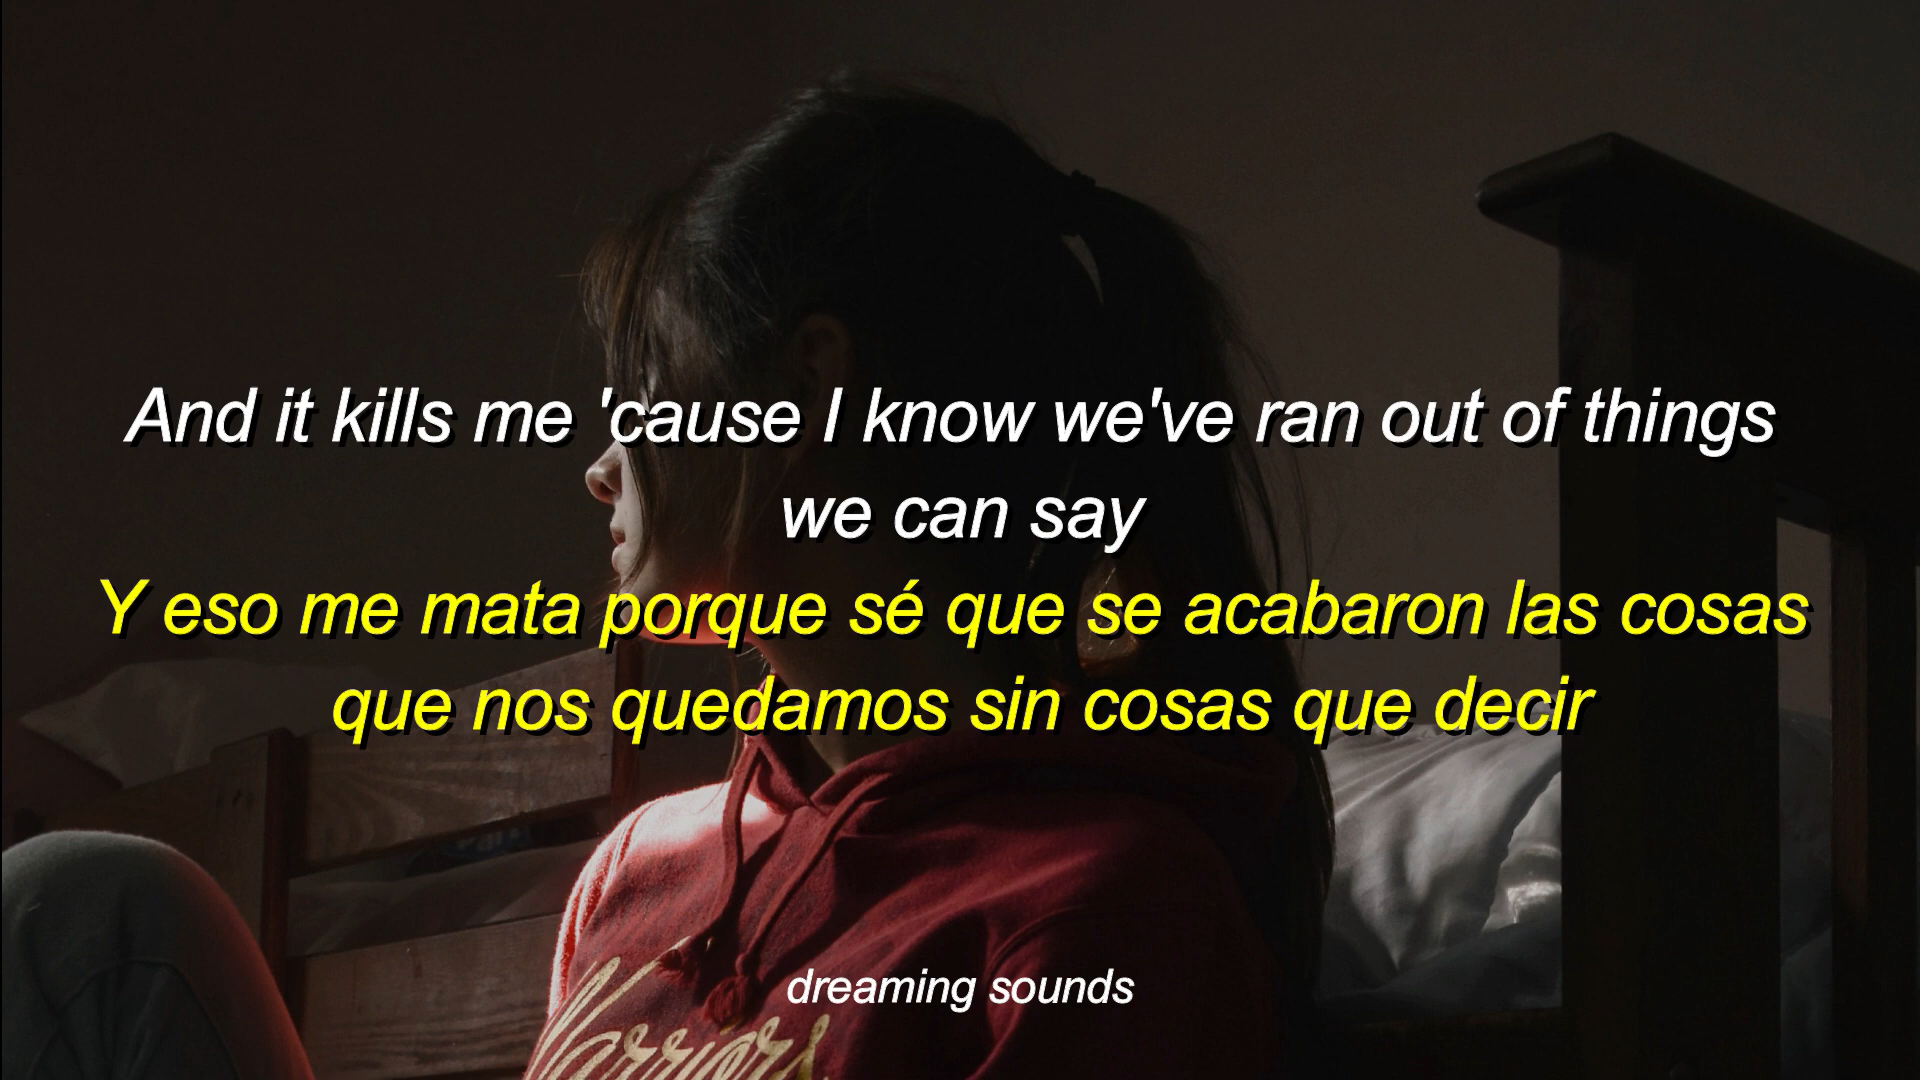 And it kills me 'cause I know we've ran out of things
we can say
Y eso me mata porque sé que se acabaron las cosas
que nos quedamos sin cosas que decir
dreaming sounds
Warriors